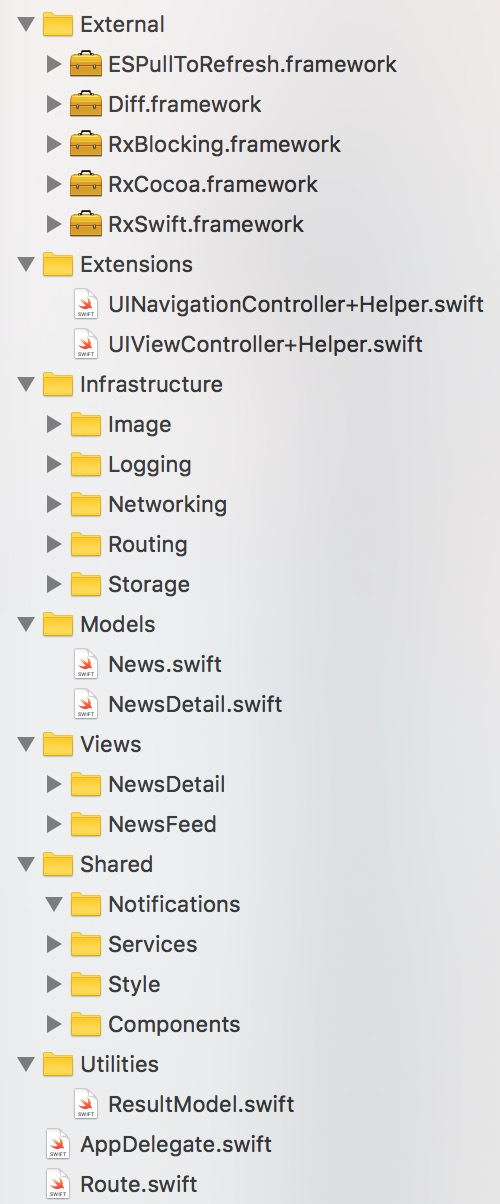 External
ESPullToRefresh.framework
Diff.framework
RxBlocking.framework
RxCocoa.framework
RxSwift.framework
Extensions
UINavigationController+Helper.swift
UIViewController+Helper.swift
Infrastructure
Image
Logging
Networking
Routing
Storage
Models
News.swift
NewsDetail.swift
Views
NewsDetail
NewsFeed
Shared
Notifications
Services
Style
Components
Utilities
ResultModel.swift
AppDelegate.swift
Route.swift